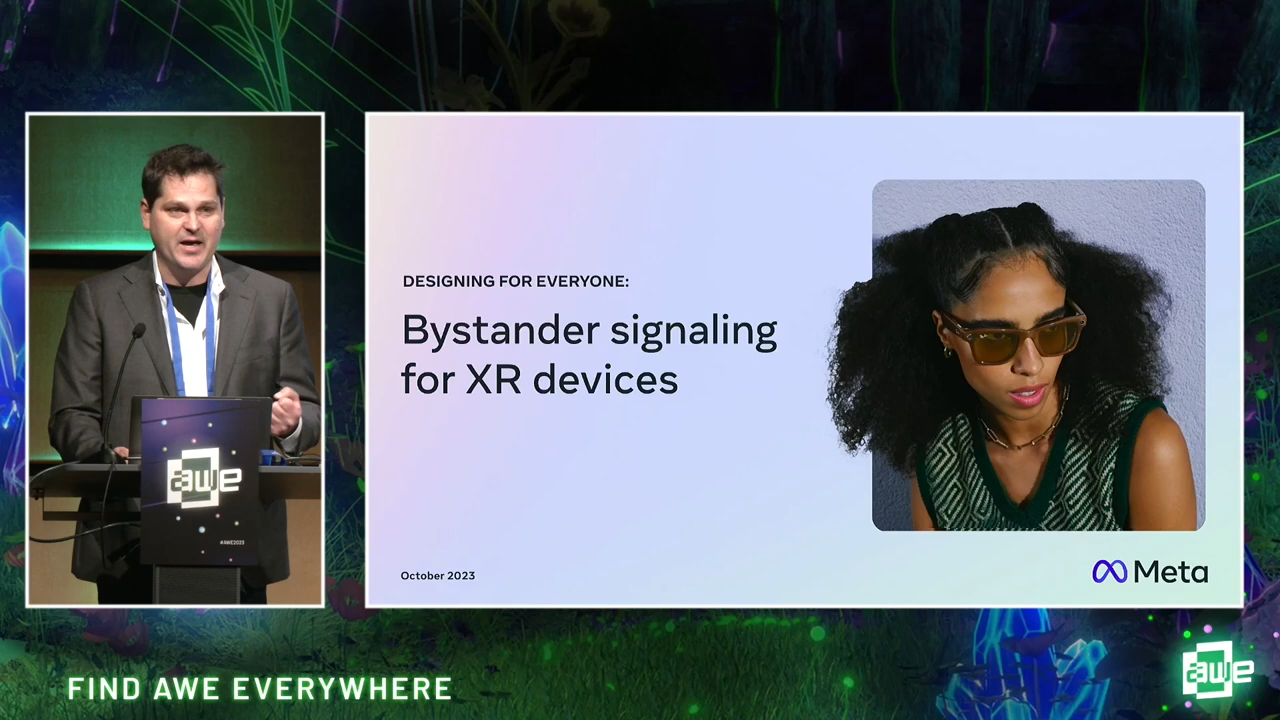 awe
#AWE2023
DESIGNING FOR EVERYONE:
Bystander signaling
for XR devices
October 2023
Meta
FIND AWE EVERYWHERE
awe